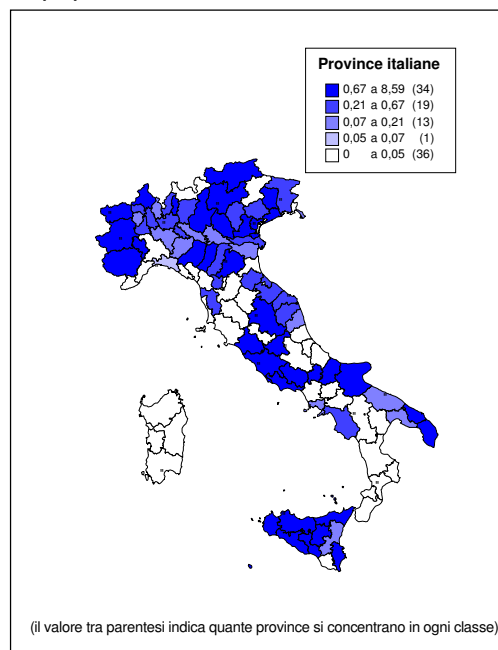 Province italiane
0,67 a 8,59 (34)
0,21 a 0,67 (19)
0,07 a 0,21 (13)
0,05 a 0,07 (1)
0 a 0,05 (36)
(il valore tra parentesi indica quante province si concentrano in ogni classe)